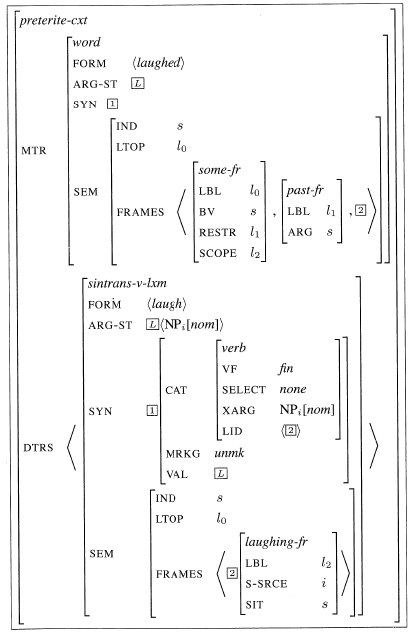 preterite-cxt
word
FORM ⟨laughed⟩
ARG-ST L
SYN 1
MTR
IND s
LTOP l0
SEM
some-fr
LBL l0
BV s
RESTR l1
SCOPE l2
,
past-fr
LBL l1
ARG s
, 2
FRAMES
sintrans-v-lxm
FORM ⟨laugh⟩
ARG-ST L⟨NPi[nom]⟩
verb
VF fin
SELECT none
XARG NPi[nom]
LID ⟨2⟩
CAT
SYN 1
MRKG unmk
VAL L
DTRS
IND s
LTOP l0
SEM
laughing-fr
LBL l2
S-SRCE i
SIT s
FRAMES 2